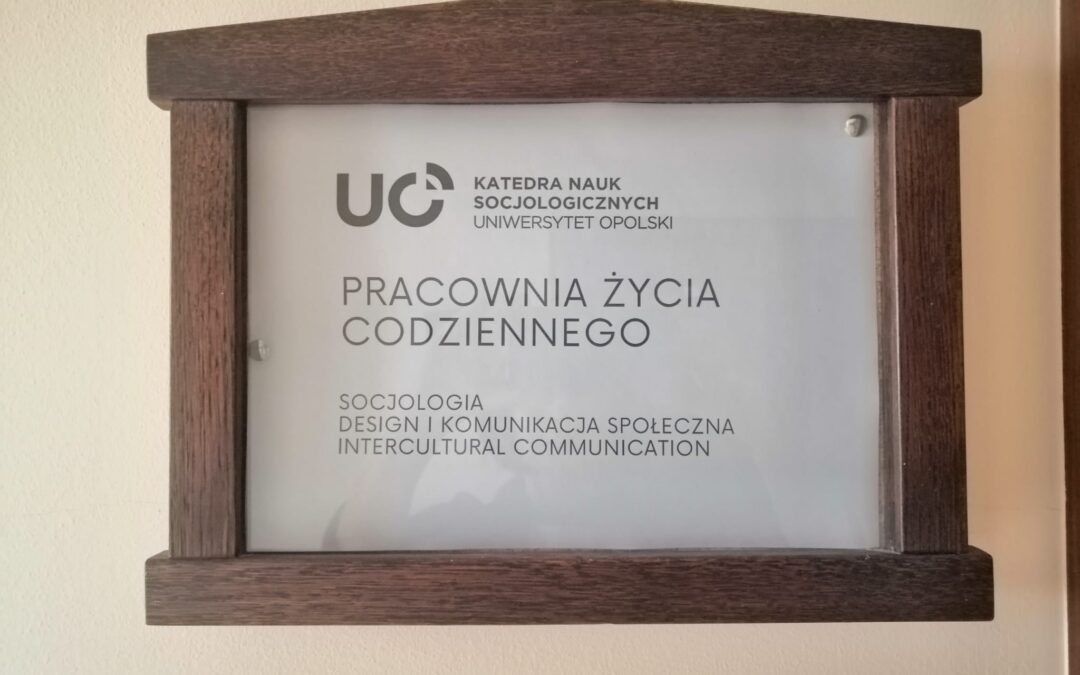 UO
KATEDRA NAUK
SOCJOLOGICZNYCH
UNIWERSYTET OPOLSKI
PRACOWNIA ŻYCIA
CODZIENNEGO
SOCJOLOGIA
DESIGN I KOMUNIKACJA SPOŁECZNA
INTERCULTURAL COMMUNICATION